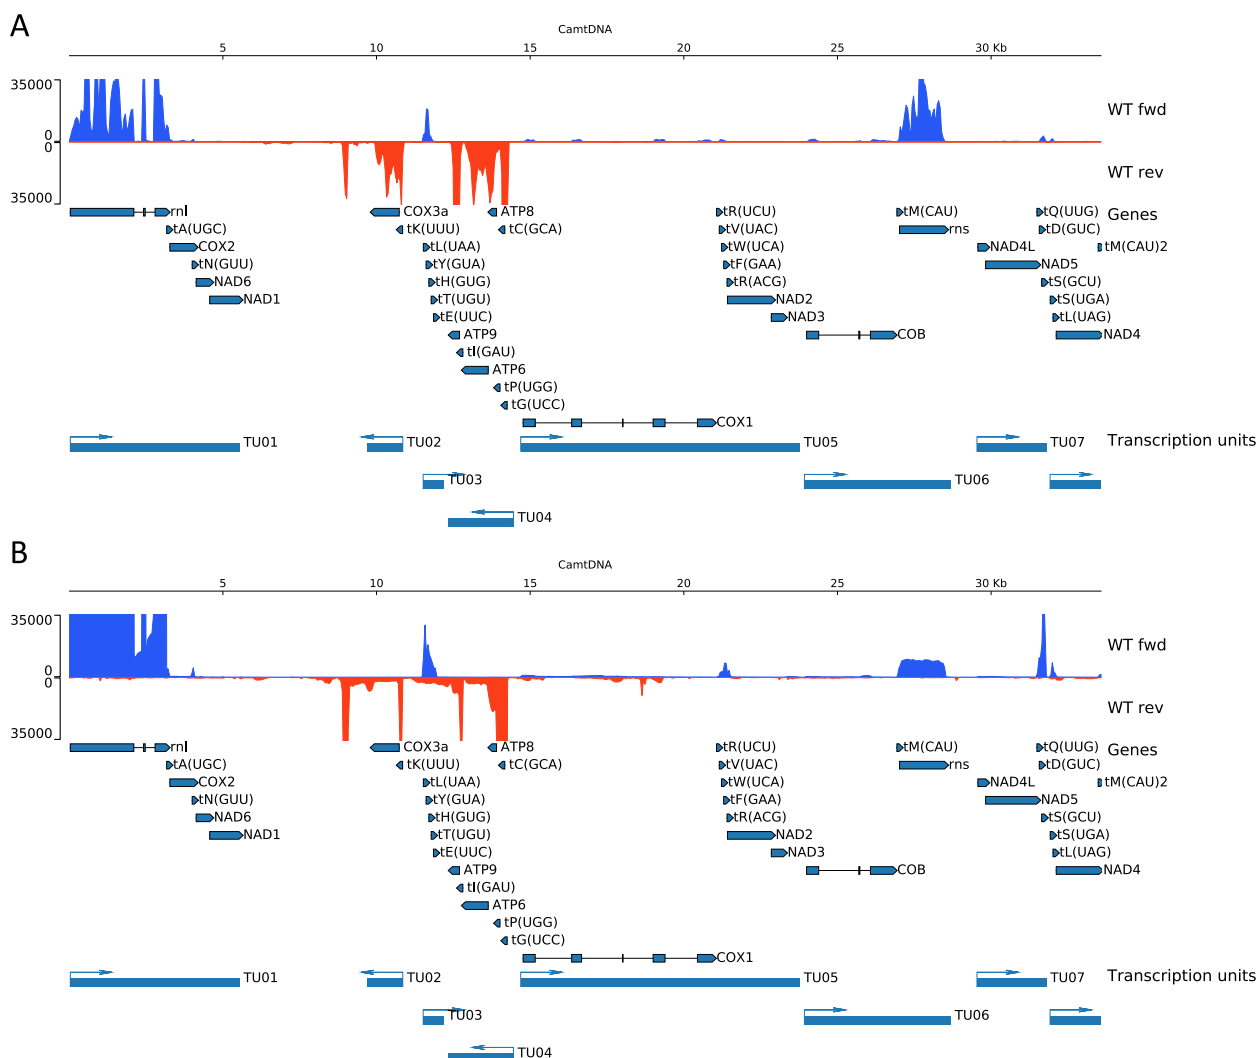 A
CamtDNA
5 10 15 20 25 30 Kb
35000
0
0
35000
WT fwd
WT rev
rnl COX3a ATP8 tR(UCU) tM(CAU) tQ(UUG) Genes
tA(UGC) tK(UUU) tC(GCA) tV(UAC) rns tD(GUC)
COX2 tL(UAA) tW(UCA) NAD4L tM(CAU)2
tN(GUU) tY(GUA) tF(GAA) NAD5
NAD6 tH(GUG) tR(ACG) tS(GCU)
NAD1 tT(UGU) NAD2 tS(UGA)
tE(UUC) NAD3 tL(UAG)
ATP9 COB NAD4
tI(GAU)
ATP6
tP(UGG)
tG(UCC)
COX1
TU01 TU02 TU05 TU07 Transcription units
TU03 TU06
TU04
B
CamtDNA
5 10 15 20 25 30 Kb
35000
0
0
35000
WT fwd
WT rev
rnl COX3a ATP8 tR(UCU) tM(CAU) tQ(UUG) Genes
tA(UGC) tK(UUU) tC(GCA) tV(UAC) rns tD(GUC)
COX2 tL(UAA) tW(UCA) NAD4L tM(CAU)2
tN(GUU) tY(GUA) tF(GAA) NAD5
NAD6 tH(GUG) tR(ACG) tS(GCU)
NAD1 tT(UGU) NAD2 tS(UGA)
tE(UUC) NAD3 tL(UAG)
ATP9 COB NAD4
tI(GAU)
ATP6
tP(UGG)
tG(UCC)
COX1
TU01 TU02 TU05 TU07 Transcription units
TU03 TU06
TU04